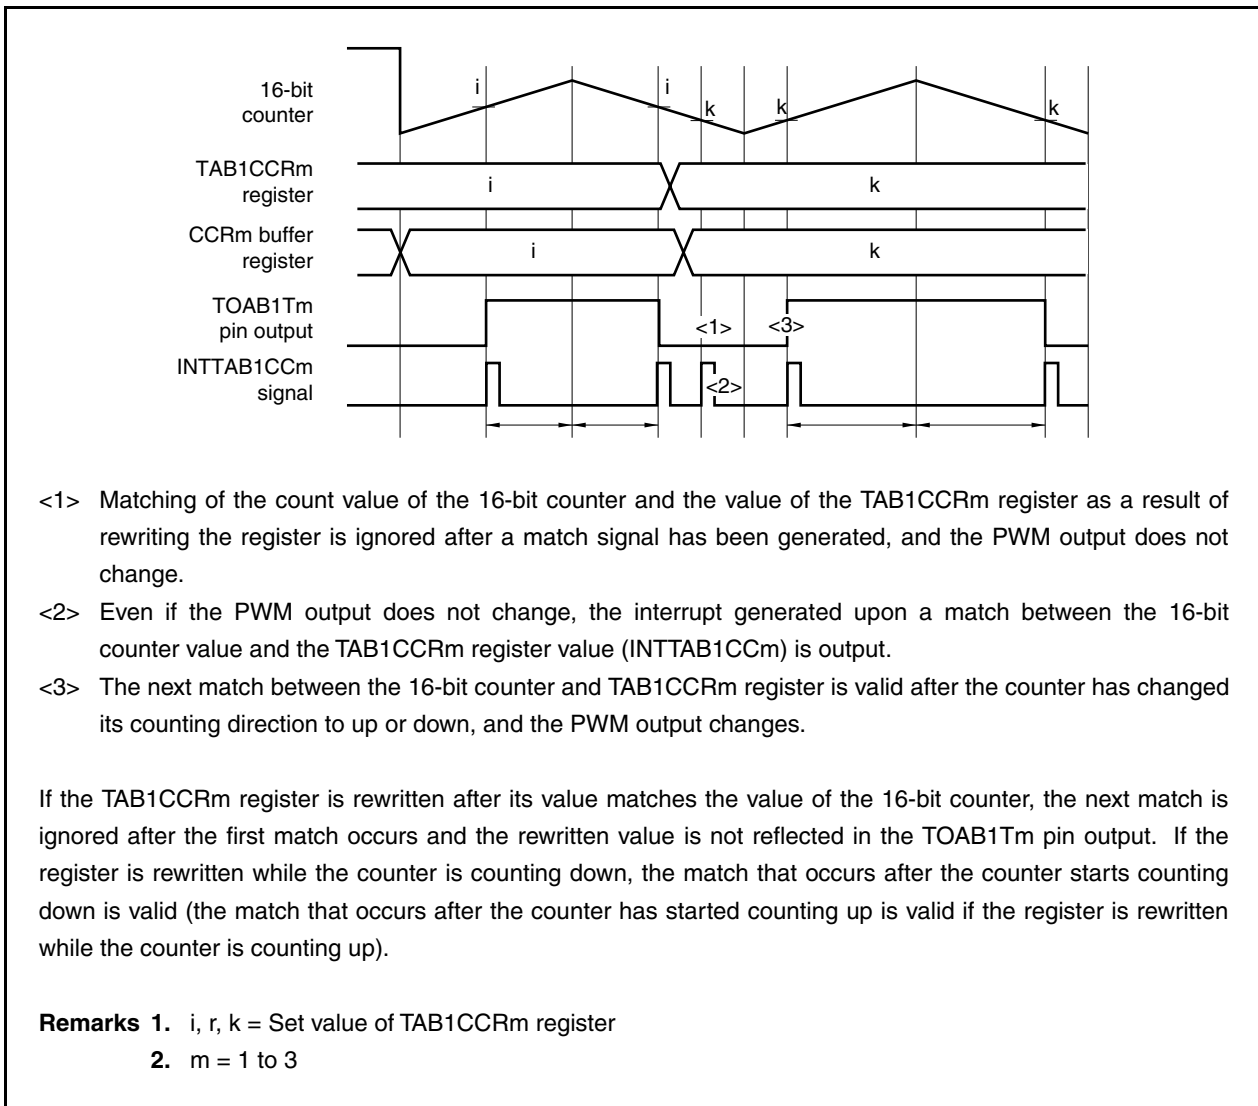 16-bit
counter
i
i
k
k
k
TAB1CCRm
register
i
k
CCRm buffer
register
i
k
TOAB1Tm
pin output
<1>
<3>
INTTAB1CCm
signal
<2>
<1> Matching of the count value of the 16-bit counter and the value of the TAB1CCRm register as a result of
rewriting the register is ignored after a match signal has been generated, and the PWM output does not
change.
<2> Even if the PWM output does not change, the interrupt generated upon a match between the 16-bit
counter value and the TAB1CCRm register value (INTTAB1CCm) is output.
<3> The next match between the 16-bit counter and TAB1CCRm register is valid after the counter has changed
its counting direction to up or down, and the PWM output changes.
If the TAB1CCRm register is rewritten after its value matches the value of the 16-bit counter, the next match is
ignored after the first match occurs and the rewritten value is not reflected in the TOAB1Tm pin output. If the
register is rewritten while the counter is counting down, the match that occurs after the counter starts counting
down is valid (the match that occurs after the counter has started counting up is valid if the register is rewritten
while the counter is counting up).
Remarks 1. i, r, k = Set value of TAB1CCRm register
2. m = 1 to 3